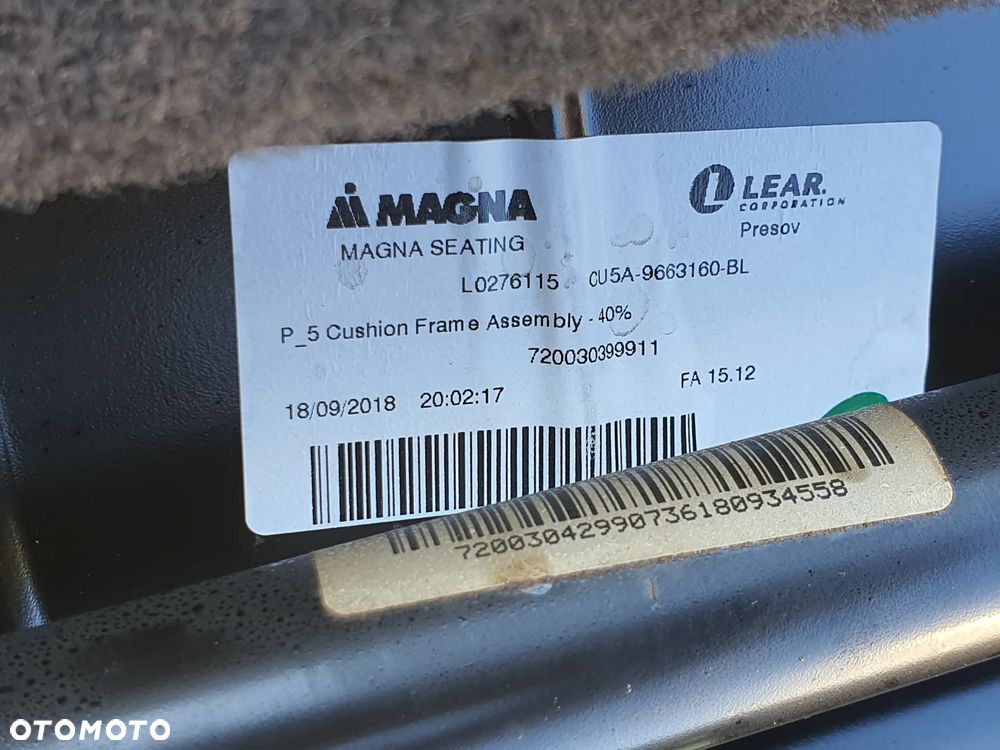 MAGNA
LEAR.
CORPORATION
MAGNA SEATING
Presov
L0276115 CU5A-9663160-BL
P_5 Cushion Frame Assembly - 40%
720030399911
18/09/2018 20:02:17
FA 15.12
72003042990736180934558
OTOMOTO